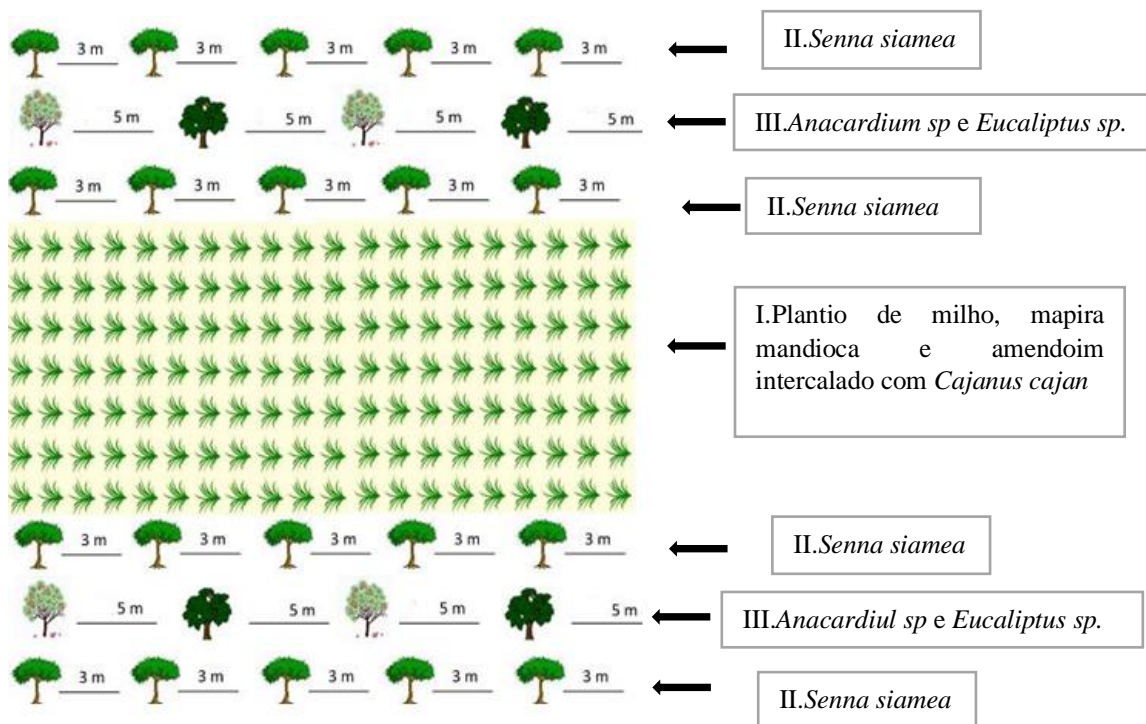 3 m 3 m 3 m 3 m 3 m
II.Senna siamea
5 m 5 m 5 m 5 m
III.Anacardium sp e Eucaliptus sp.
3 m 3 m 3 m 3 m 3 m
II.Senna siamea
I.Plantio de milho, mapira
mandioca e amendoim
intercalado com Cajanus cajan
3 m 3 m 3 m 3 m 3 m
II.Senna siamea
5 m 5 m 5 m 5 m
III.Anacardiul sp e Eucaliptus sp.
3 m 3 m 3 m 3 m 3 m
II.Senna siamea